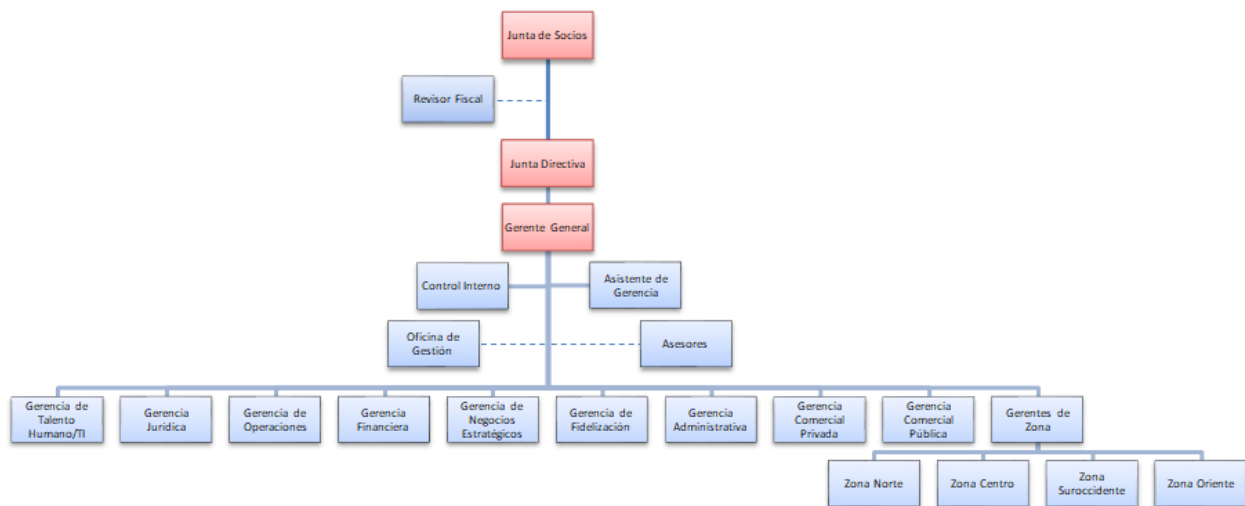 Junta de Socios
Revisor Fiscal
Junta Directiva
Gerente General
Control Interno
Asistente de
Gerencia
Oficina de
Gestión
Asesores
Gerencia de
Talento
Humano/TI
Gerencia
Jurídica
Gerencia de
Operaciones
Gerencia
Financiera
Gerencia de
Negocios
Estratégicos
Gerencia de
Fidelización
Gerencia
Administrativa
Gerencia
Comercial
Privada
Gerencia
Comercial
Pública
Gerentes de
Zona
Zona Norte
Zona Centro
Zona
Suroccidente
Zona Oriente